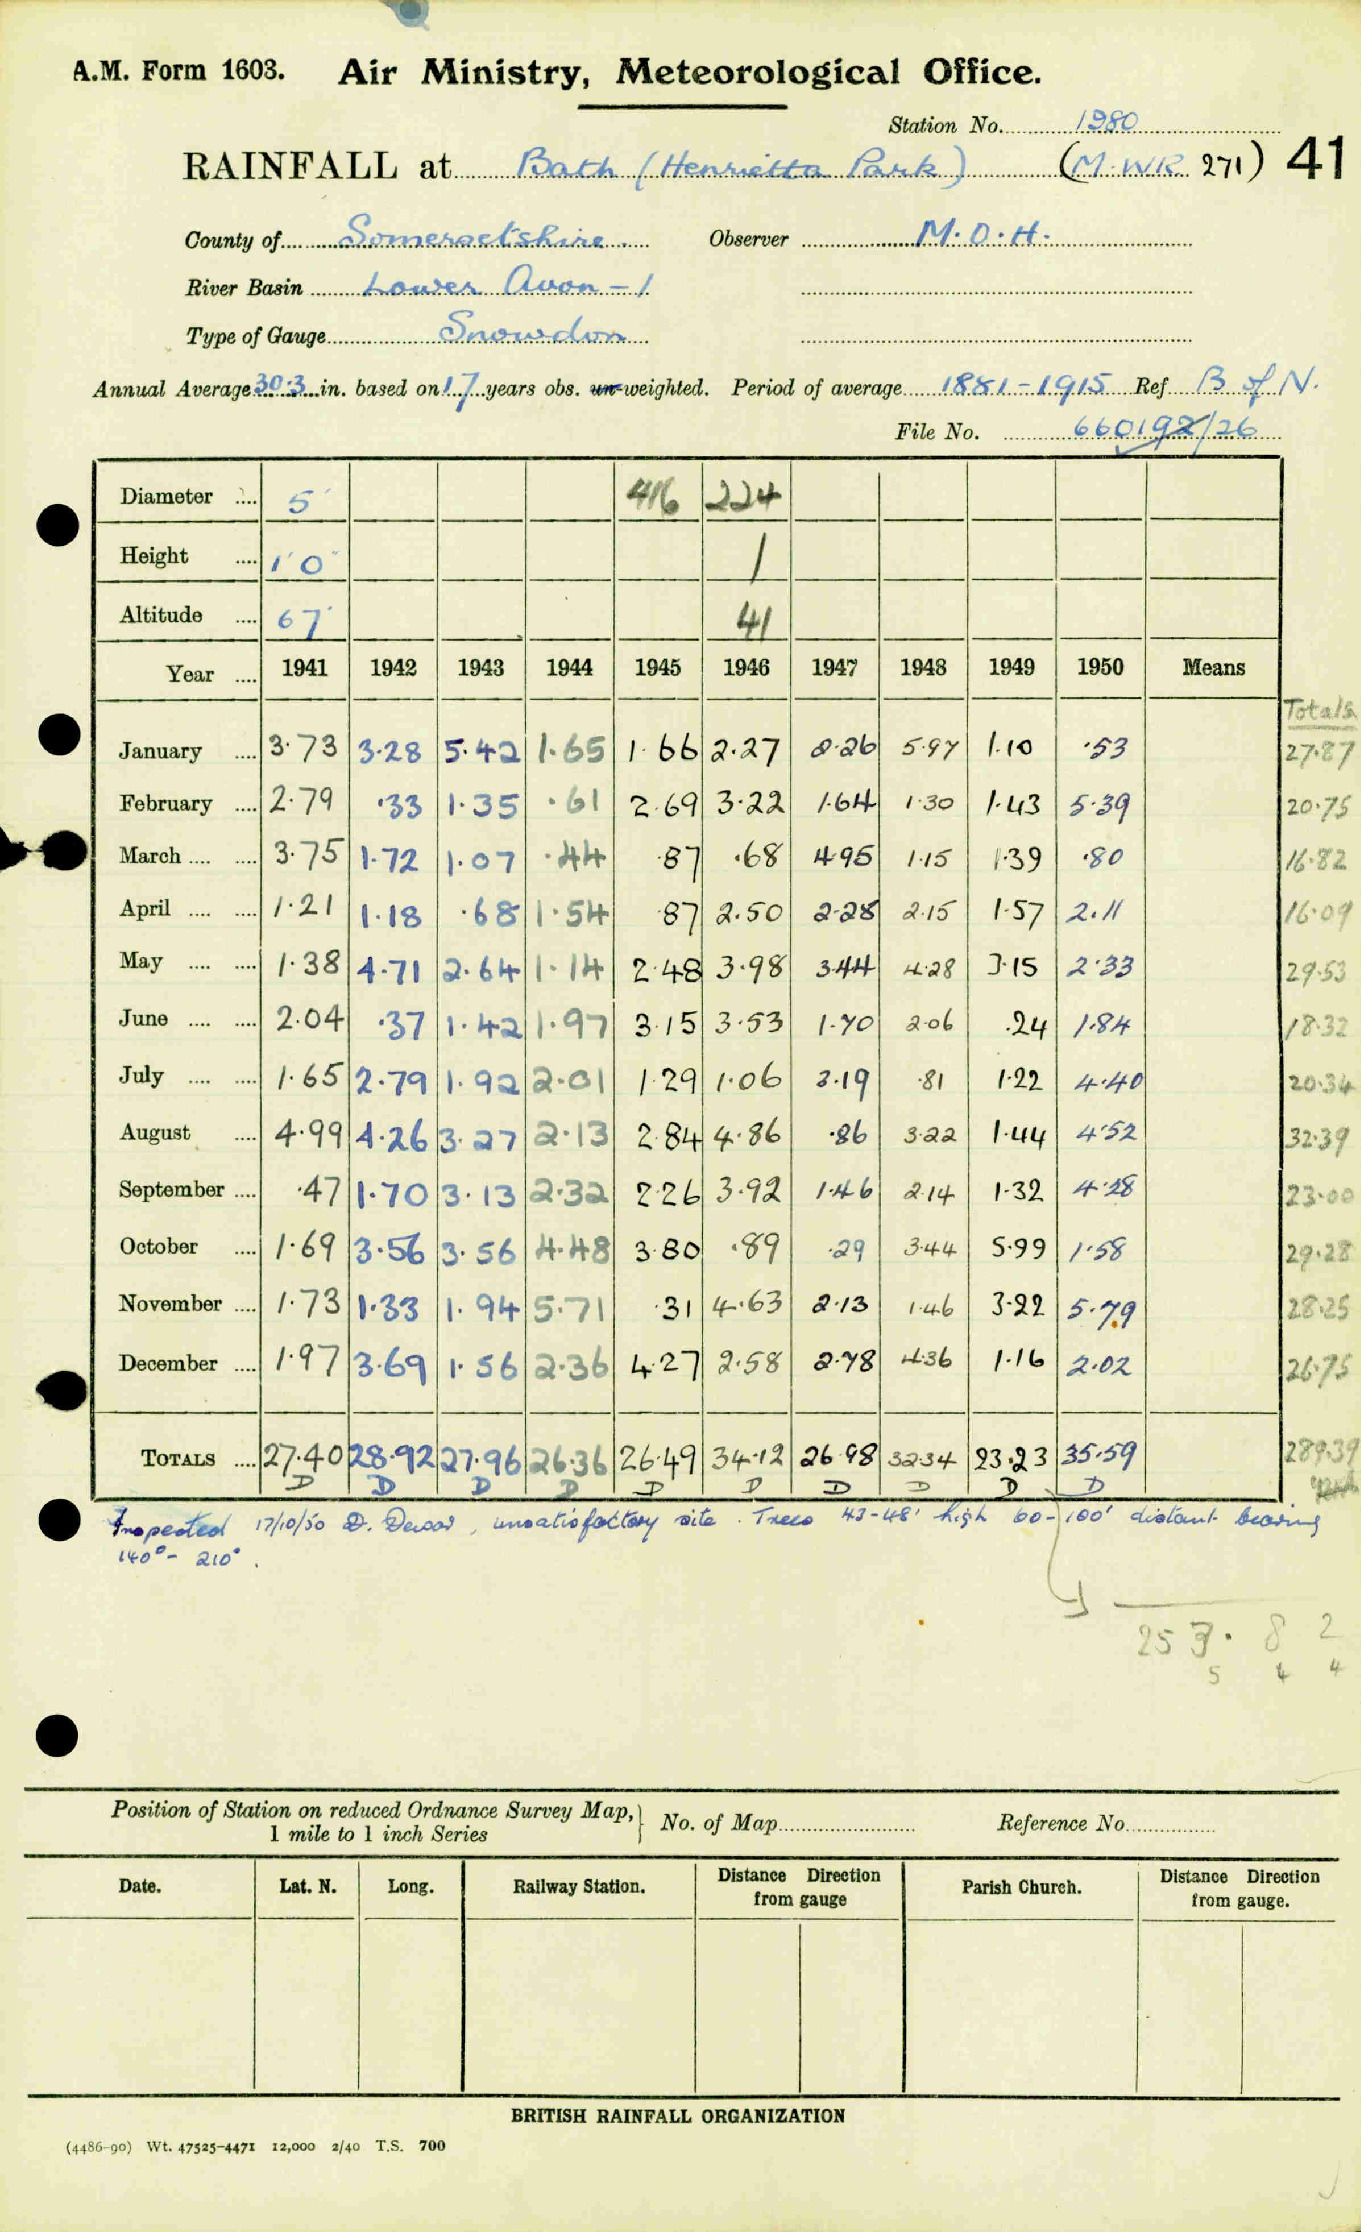 A.M. Form 1603. Air Ministry, Meteorological Office.
Station No. 1980
RAINFALL at Bath (Henrietta Park) (M.WR. 271) 41
County of Somersetshire. Observer M.O.H.
River Basin Lower Avon - 1
Type of Gauge Snowdon
Annual Average 30.3 in. based on 17 years obs. un-weighted. Period of average 1881-1915 Ref B of N.
File No. 660192/26
Diameter 5" 416 224
Height 1' 0" 1
Altitude 67' 41
Year 1941 1942 1943 1944 1945 1946 1947 1948 1949 1950 Means
Totals
January 3.73 3.28 5.42 1.65 1.66 2.27 2.26 5.97 1.10 .53 27.87
February 2.79 .33 1.35 .61 2.69 3.22 1.64 1.30 1.43 5.39 20.75
March 3.75 1.72 1.07 .44 .87 .68 4.95 1.15 1.39 .80 16.82
April 1.21 1.18 .68 1.54 .87 2.50 2.28 2.15 1.57 2.11 16.09
May 1.38 4.71 2.64 1.14 2.48 3.98 3.44 4.28 3.15 2.33 29.53
June 2.04 .37 1.42 1.97 3.15 3.53 1.70 2.06 .24 1.84 18.32
July 1.65 2.79 1.92 2.01 1.29 1.06 3.19 .81 1.22 4.40 20.34
August 4.99 4.26 3.27 2.13 2.84 4.86 .86 3.22 1.44 4.52 32.39
September .47 1.70 3.13 2.32 2.26 3.92 1.46 2.14 1.32 4.28 23.00
October 1.69 3.56 3.56 4.48 3.80 .89 .29 3.44 5.99 1.58 29.28
November 1.73 1.33 1.94 5.71 .31 4.63 2.13 1.46 3.22 5.79 28.25
December 1.97 3.69 1.56 2.36 4.27 2.58 2.78 4.36 1.16 2.02 26.75
TOTALS 27.40 28.92 27.96 26.36 26.49 34.12 26.98 32.34 23.23 35.59 289.39
D D D D D D D D D D
Inspected 17/10/50 D. Dewar, unsatisfactory site. Trees 43-48' high 60-100' distant bearing
140°- 210°.
253.82
5 4 4
Position of Station on reduced Ordnance Survey Map, No. of Map Reference No.
1 mile to 1 inch Series
Date. Lat. N. Long. Railway Station. Distance Direction from gauge Parish Church. Distance Direction from gauge.
BRITISH RAINFALL ORGANIZATION
(4486-90) Wt. 47525-4471 12,000 2/40 T.S. 700